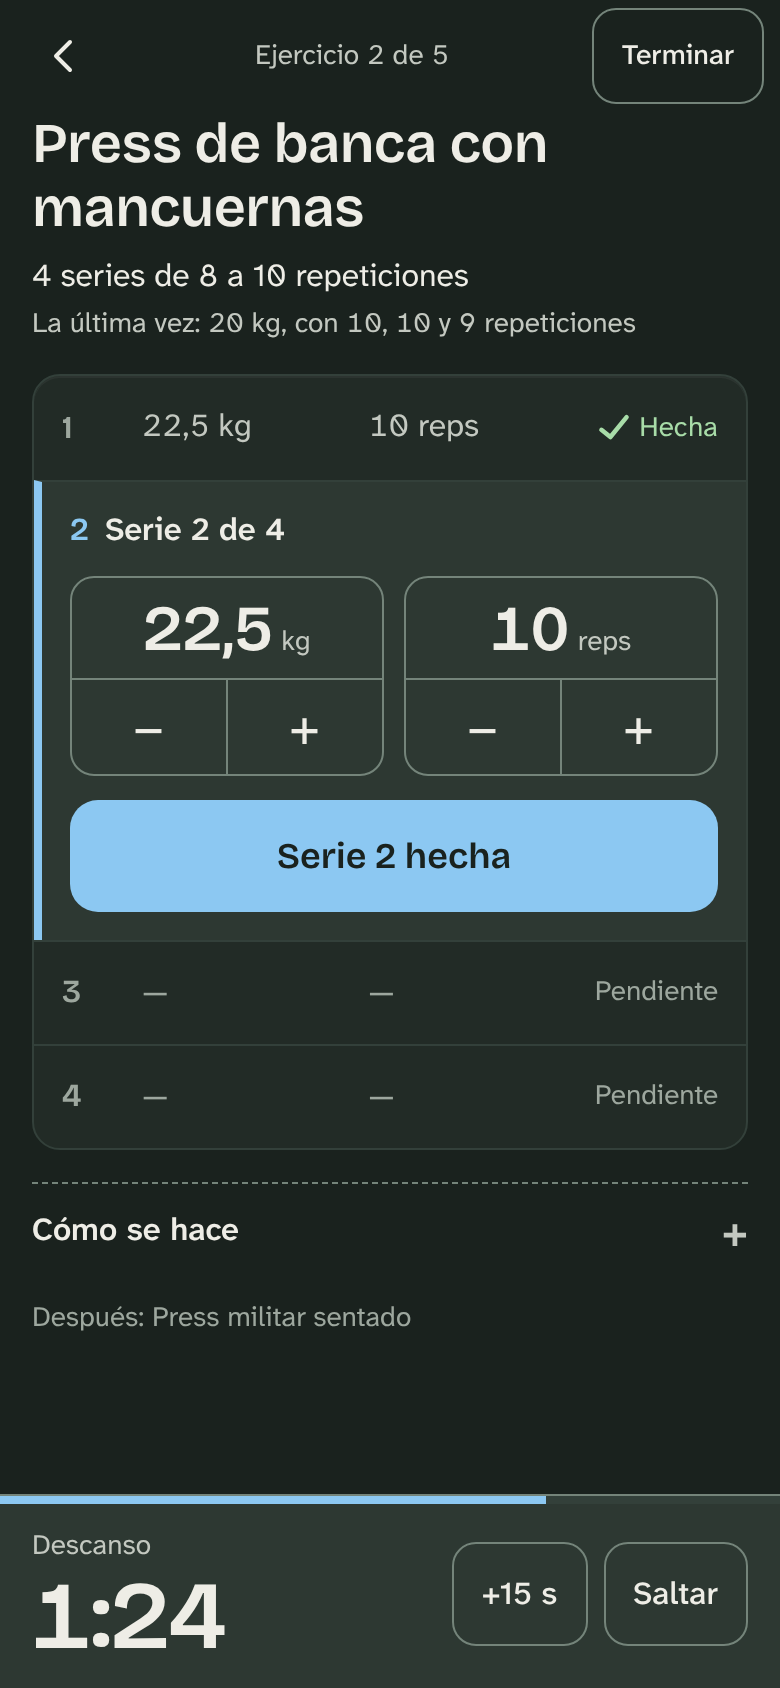 Ejercicio 2 de 5
Terminar
Press de banca con
mancuernas
4 series de 8 a 10 repeticiones
La última vez: 20 kg, con 10, 10 y 9 repeticiones
1 22,5 kg 10 reps Hecha
2 Serie 2 de 4
22,5 kg 10 reps
− + − +
Serie 2 hecha
3 — — Pendiente
4 — — Pendiente
Cómo se hace +
Después: Press militar sentado
Descanso
1:24
+15 s
Saltar